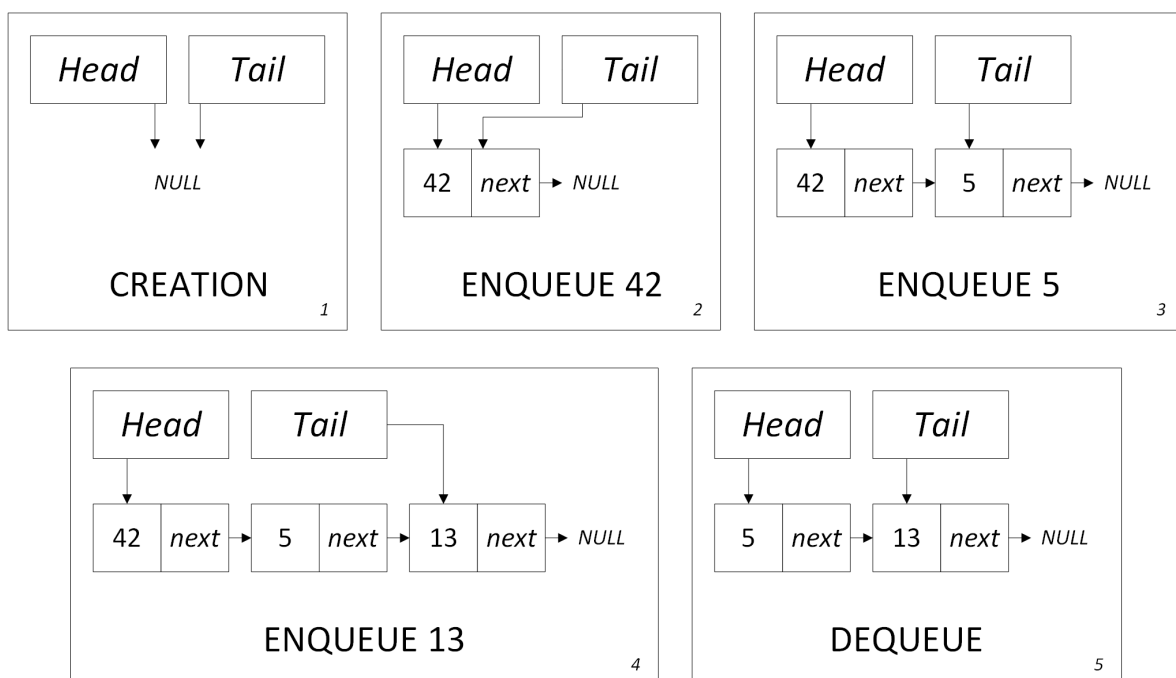 Head Tail
NULL
CREATION
1
Head Tail
42 next NULL
ENQUEUE 42
2
Head Tail
42 next 5 next NULL
ENQUEUE 5
3
Head Tail
42 next 5 next 13 next NULL
ENQUEUE 13
4
Head Tail
5 next 13 next NULL
DEQUEUE
5